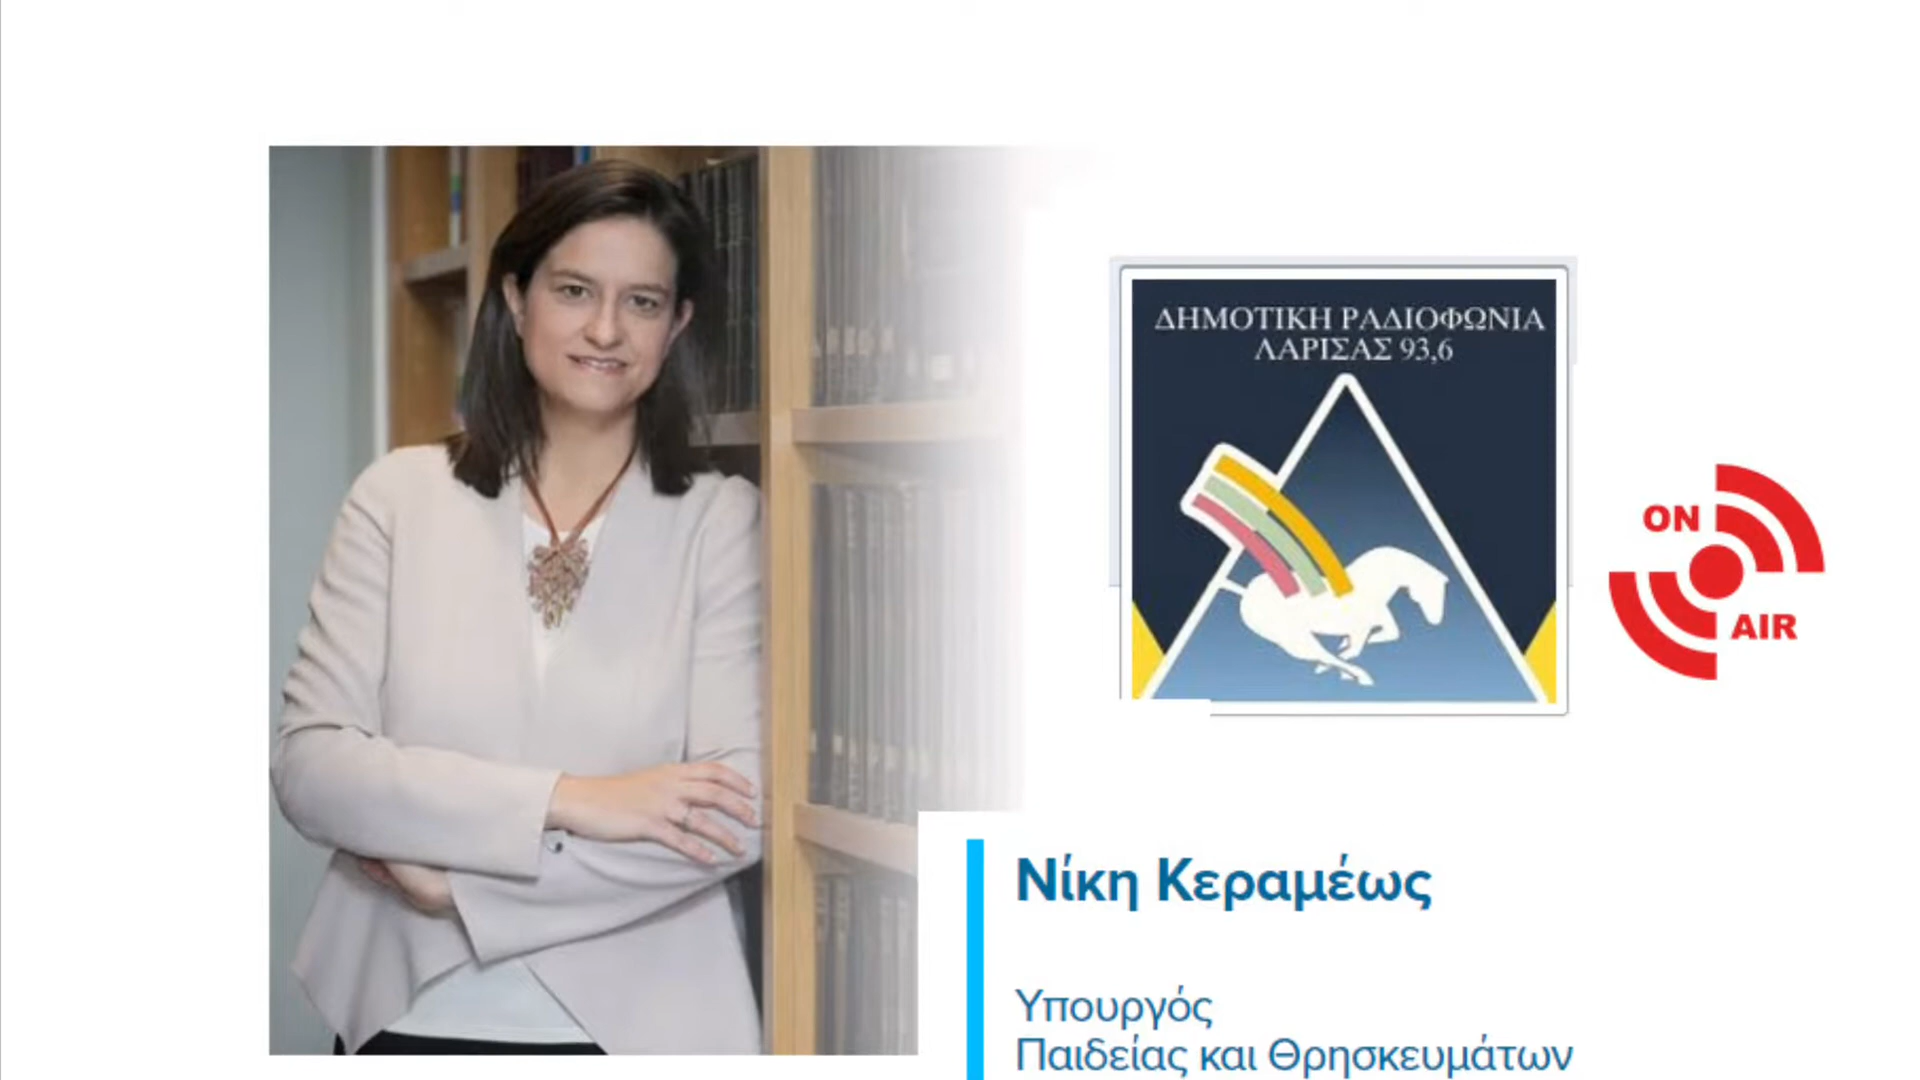 ΔΗΜΟΤΙΚΗ ΡΑΔΙΟΦΩΝΙΑ
ΛΑΡΙΣΑΣ 93,6
ON
AIR
Νίκη Κεραμέως
Υπουργός
Παιδείας και Θρησκευμάτων